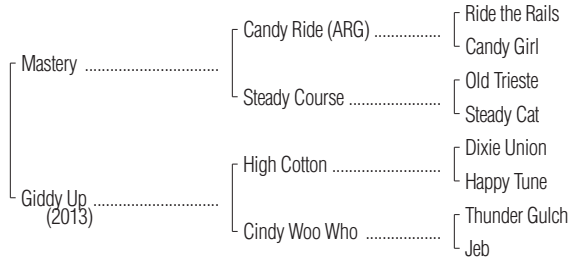 Ride the Rails
Candy Ride (ARG) .................
Candy Girl
Mastery ..................................
Old Trieste
Steady Course .......................
Steady Cat
Dixie Union
High Cotton ...........................
Happy Tune
Giddy Up ................................
(2013)
Thunder Gulch
Cindy Woo Who ...................
Jeb